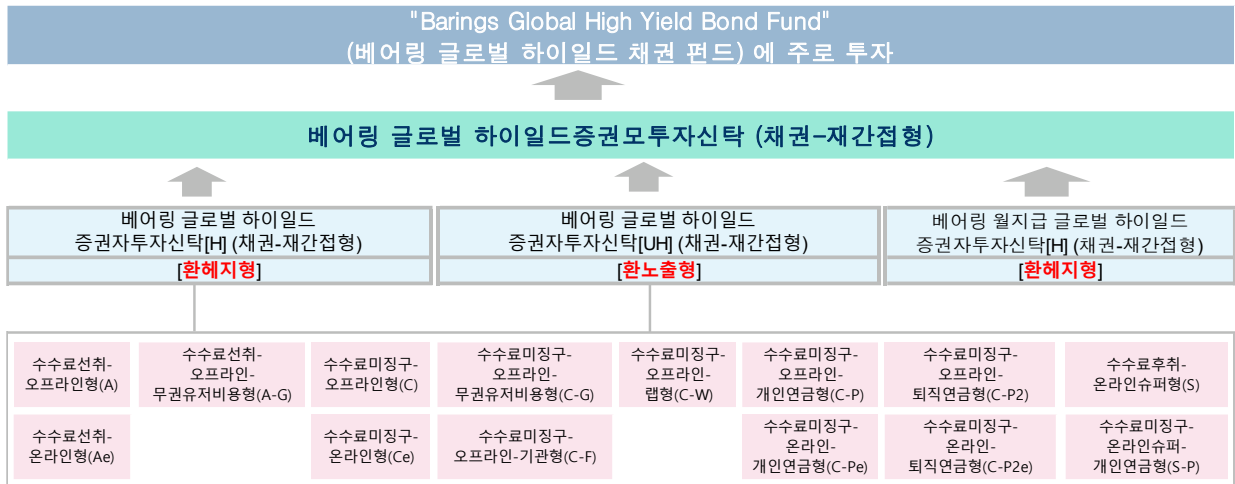 "Barings Global High Yield Bond Fund"
(베어링 글로벌 하이일드 채권 펀드) 에 주로 투자
베어링 글로벌 하이일드증권모투자신탁 (채권-재간접형)
베어링 글로벌 하이일드
증권자투자신탁[H] (채권-재간접형)
[환헤지형]
베어링 글로벌 하이일드
증권자투자신탁[UH] (채권-재간접형)
[환노출형]
베어링 월지급 글로벌 하이일드
증권자투자신탁[H] (채권-재간접형)
[환헤지형]
수수료선취-
오프라인형(A)
수수료선취-
오프라인-
무권유저비용형(A-G)
수수료미징구-
오프라인형(C)
수수료미징구-
오프라인-
무권유저비용형(C-G)
수수료미징구-
오프라인-
랩형(C-W)
수수료미징구-
오프라인-
개인연금형(C-P)
수수료미징구-
오프라인-
퇴직연금형(C-P2)
수수료후취-
온라인슈퍼형(S)
수수료선취-
온라인형(Ae)
수수료미징구-
온라인형(Ce)
수수료미징구-
오프라인-기관형(C-F)
수수료미징구-
온라인-
개인연금형(C-Pe)
수수료미징구-
온라인-
퇴직연금형(C-P2e)
수수료미징구-
온라인슈퍼-
개인연금형(S-P)